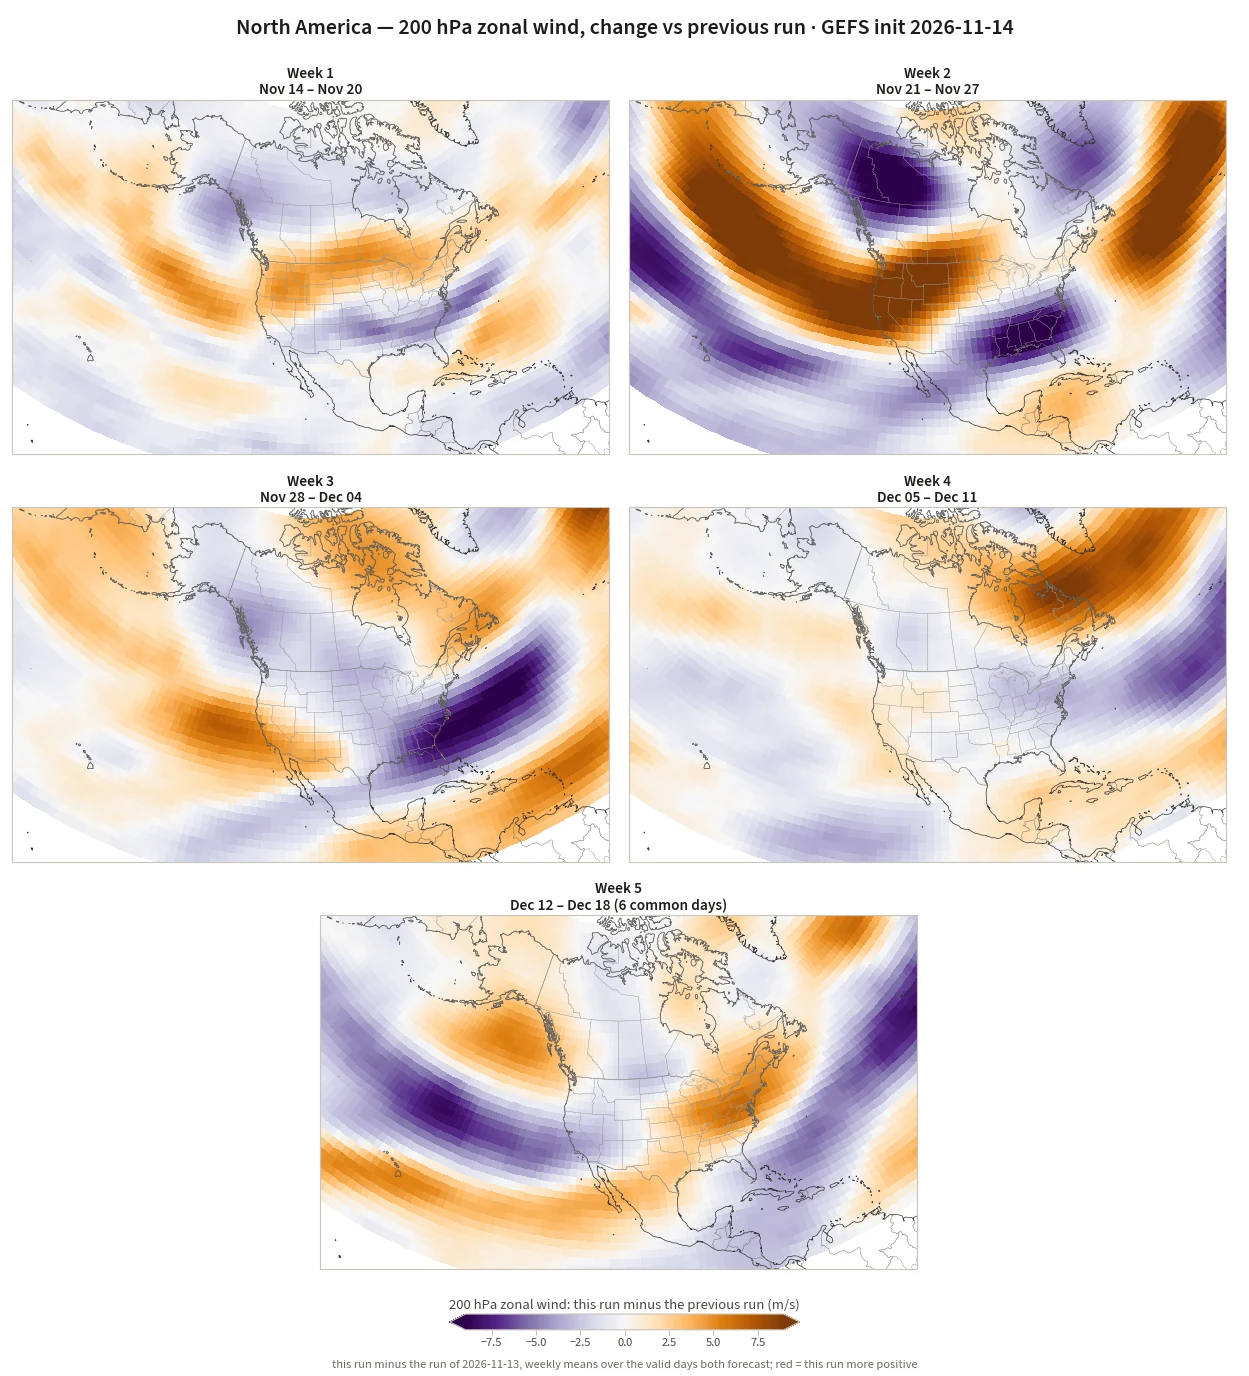 North America — 200 hPa zonal wind, change vs previous run · GEFS init 2026-11-14
Week 1
Nov 14 – Nov 20
Week 2
Nov 21 – Nov 27
Week 3
Nov 28 – Dec 04
Week 4
Dec 05 – Dec 11
Week 5
Dec 12 – Dec 18 (6 common days)
200 hPa zonal wind: this run minus the previous run (m/s)
−7.5 −5.0 −2.5 0.0 2.5 5.0 7.5
this run minus the run of 2026-11-13, weekly means over the valid days both forecast; red = this run more positive